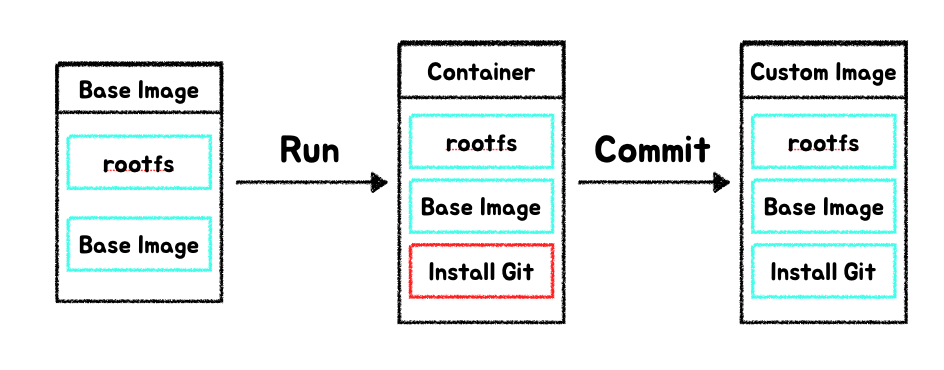 Base Image
rootfs
Base Image
Run
Container
rootfs
Base Image
Install Git
Commit
Custom Image
rootfs
Base Image
Install Git